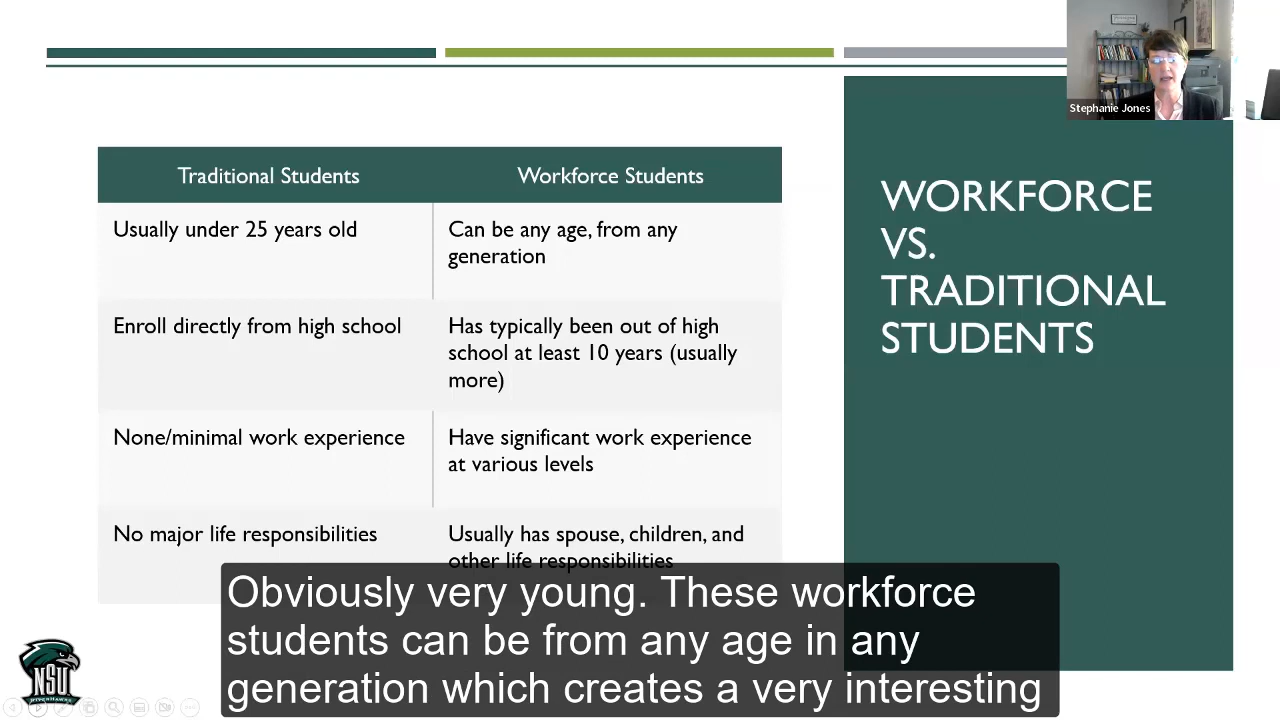 Stephanie Jones
Traditional Students
Workforce Students
Usually under 25 years old
Can be any age, from any
generation
Enroll directly from high school
Has typically been out of high
school at least 10 years (usually
more)
None/minimal work experience
Have significant work experience
at various levels
No major life responsibilities
Usually has spouse, children, and
other life responsibilities
WORKFORCE
VS.
TRADITIONAL
STUDENTS
Obviously very young. These workforce
students can be from any age in any
generation which creates a very interesting
NSU
RIVERHAWKS